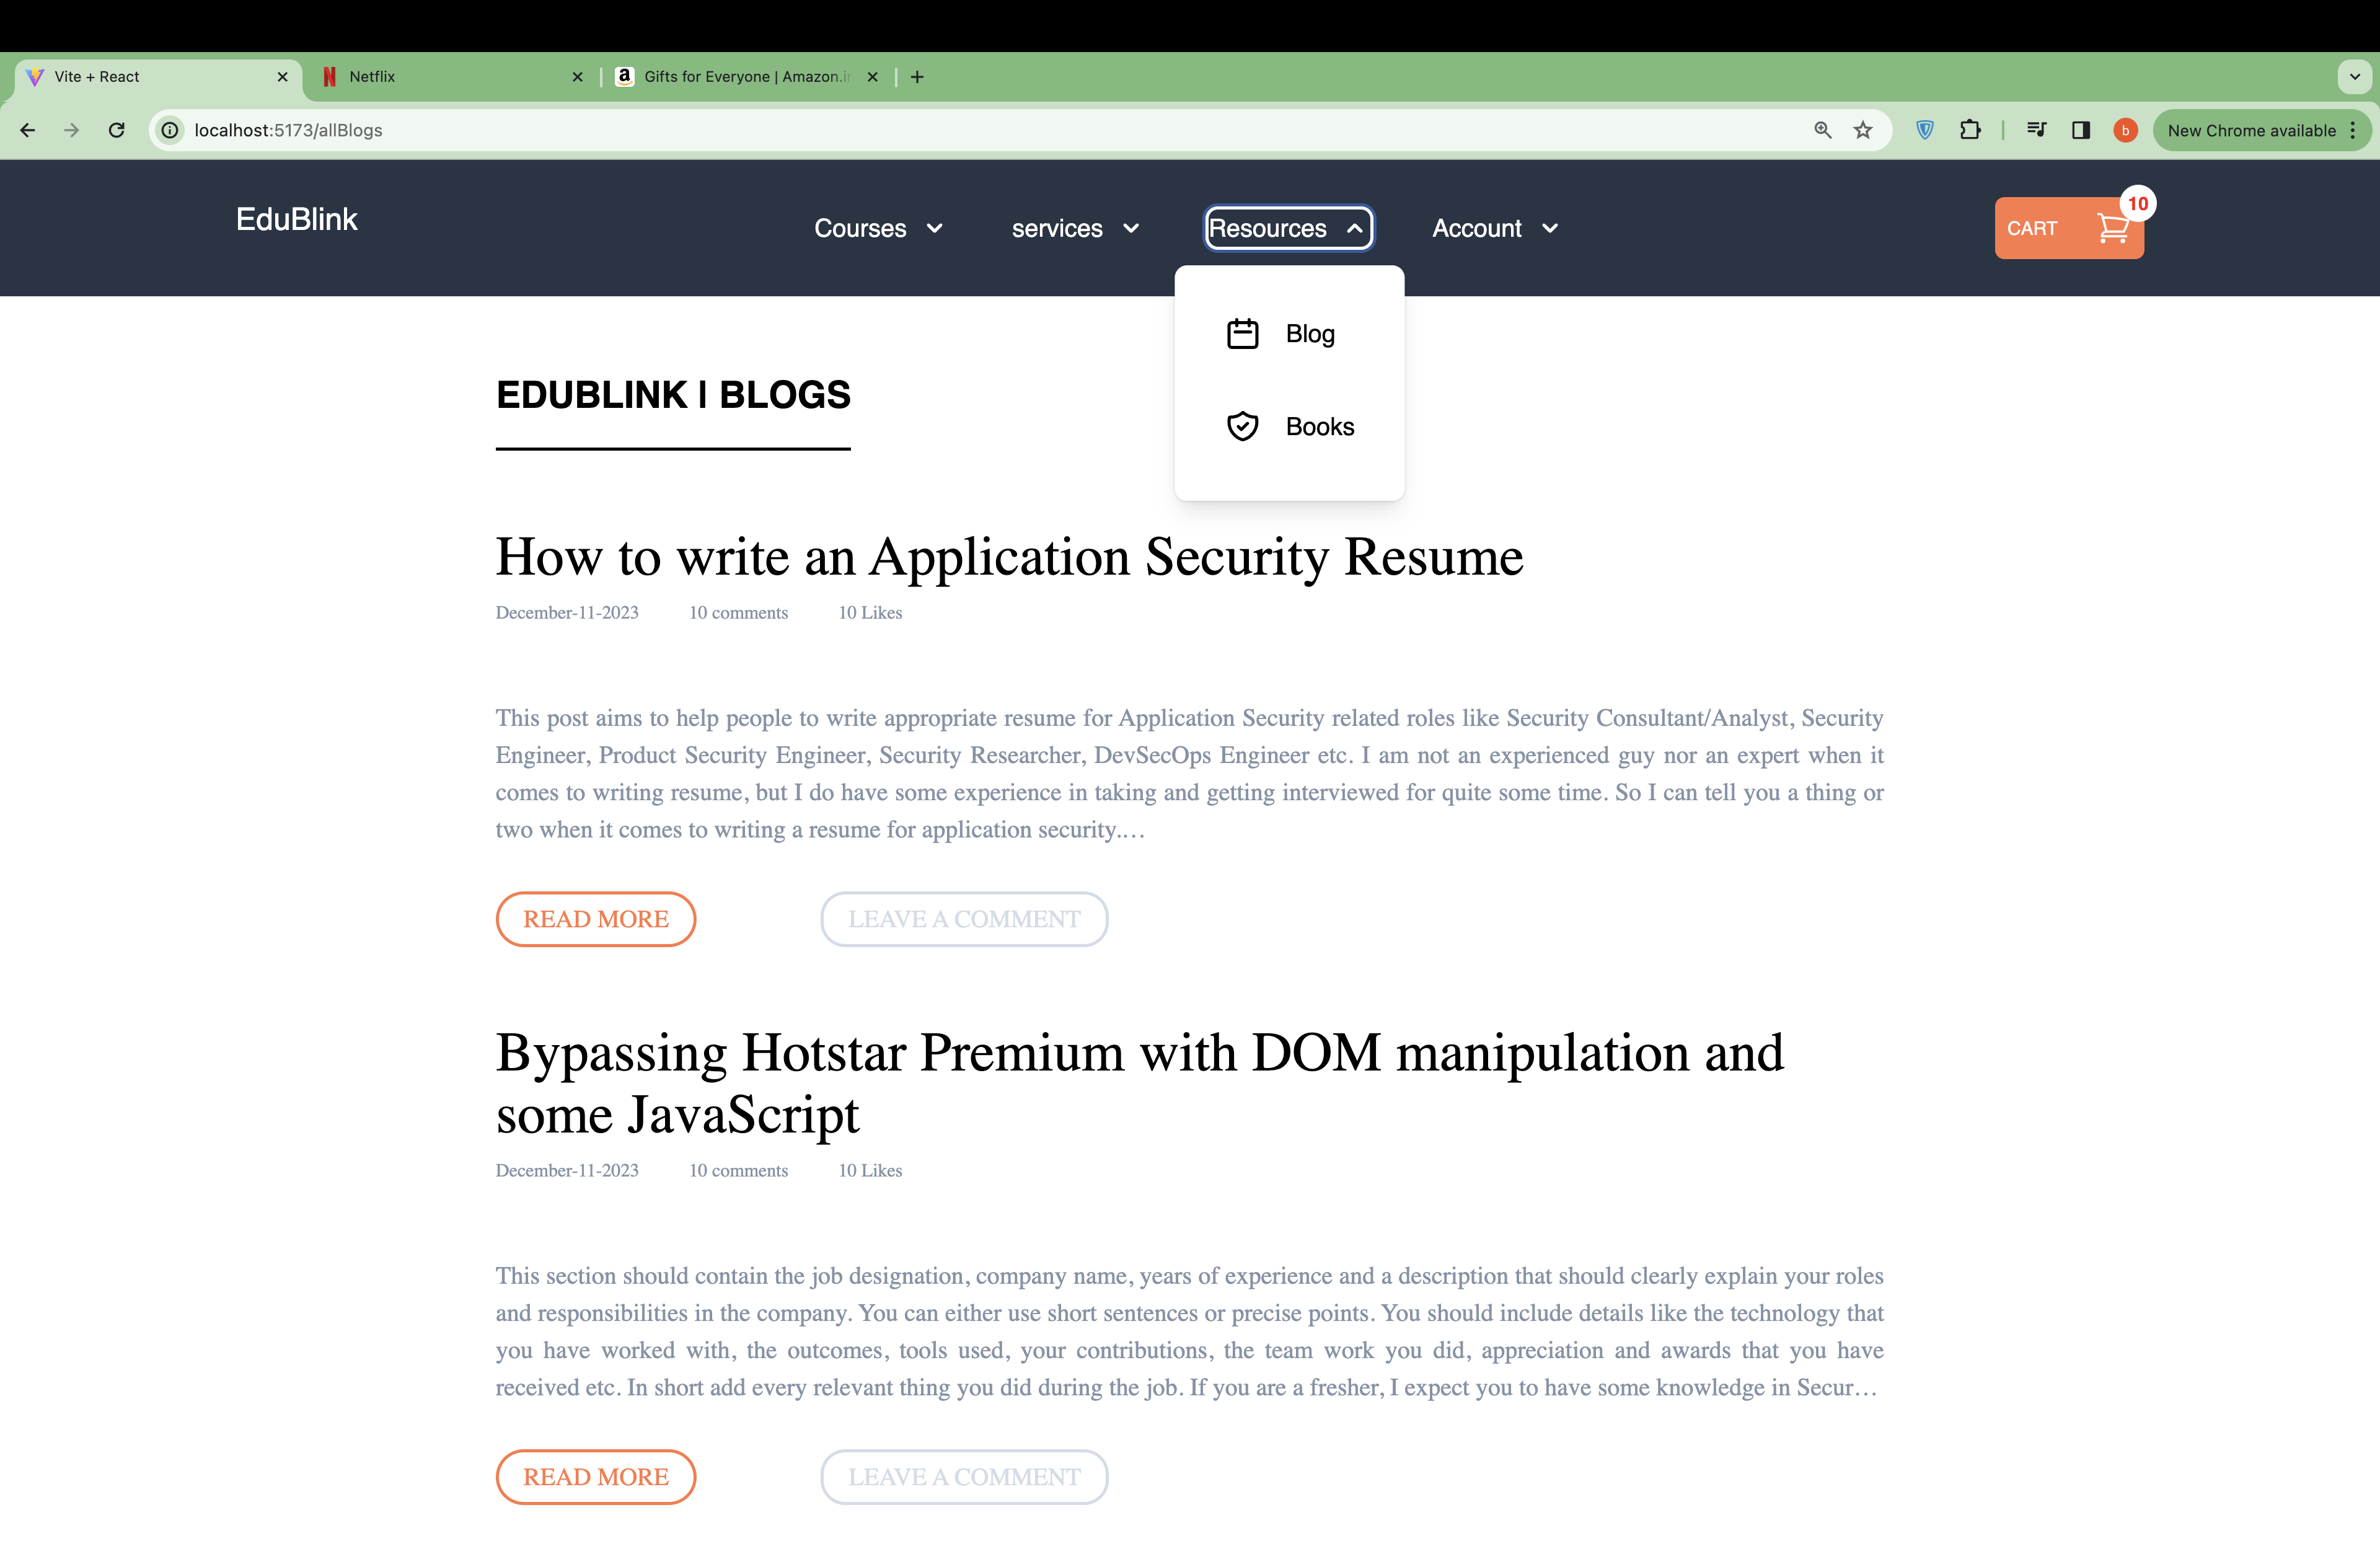 Vite + React
Netflix
Gifts for Everyone | Amazon.in
localhost:5173/allBlogs
b
New Chrome available
EduBlink
Courses
services
Resources
Account
CART
10
Blog
Books
EDUBLINK | BLOGS
How to write an Application Security Resume
December-11-2023 10 comments 10 Likes
This post aims to help people to write appropriate resume for Application Security related roles like Security Consultant/Analyst, Security
Engineer, Product Security Engineer, Security Researcher, DevSecOps Engineer etc. I am not an experienced guy nor an expert when it
comes to writing resume, but I do have some experience in taking and getting interviewed for quite some time. So I can tell you a thing or
two when it comes to writing a resume for application security.…
READ MORE
LEAVE A COMMENT
Bypassing Hotstar Premium with DOM manipulation and
some JavaScript
December-11-2023 10 comments 10 Likes
This section should contain the job designation, company name, years of experience and a description that should clearly explain your roles
and responsibilities in the company. You can either use short sentences or precise points. You should include details like the technology that
you have worked with, the outcomes, tools used, your contributions, the team work you did, appreciation and awards that you have
received etc. In short add every relevant thing you did during the job. If you are a fresher, I expect you to have some knowledge in Secur…
READ MORE
LEAVE A COMMENT